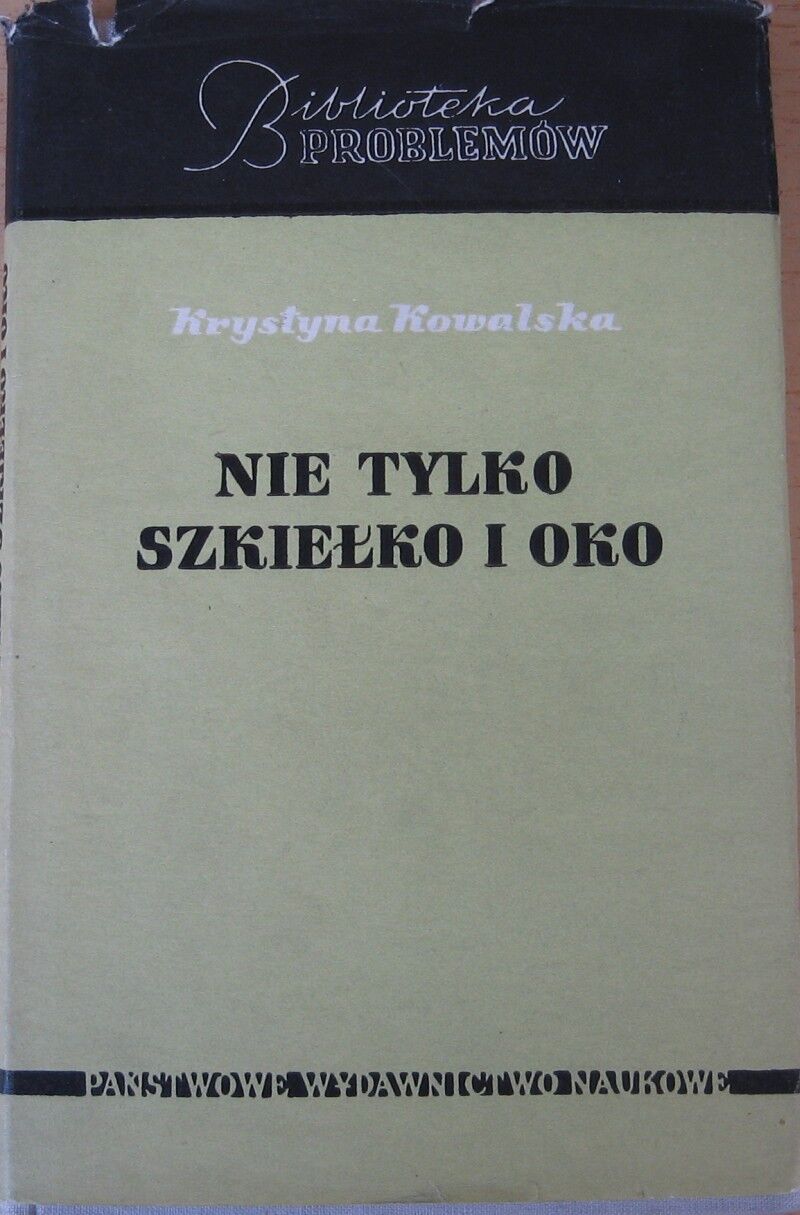 Biblioteka
PROBLEMÓW
Krystyna Kowalska
NIE TYLKO
SZKIEŁKO I OKO
PAŃSTWOWE WYDAWNICTWO NAUKOWE